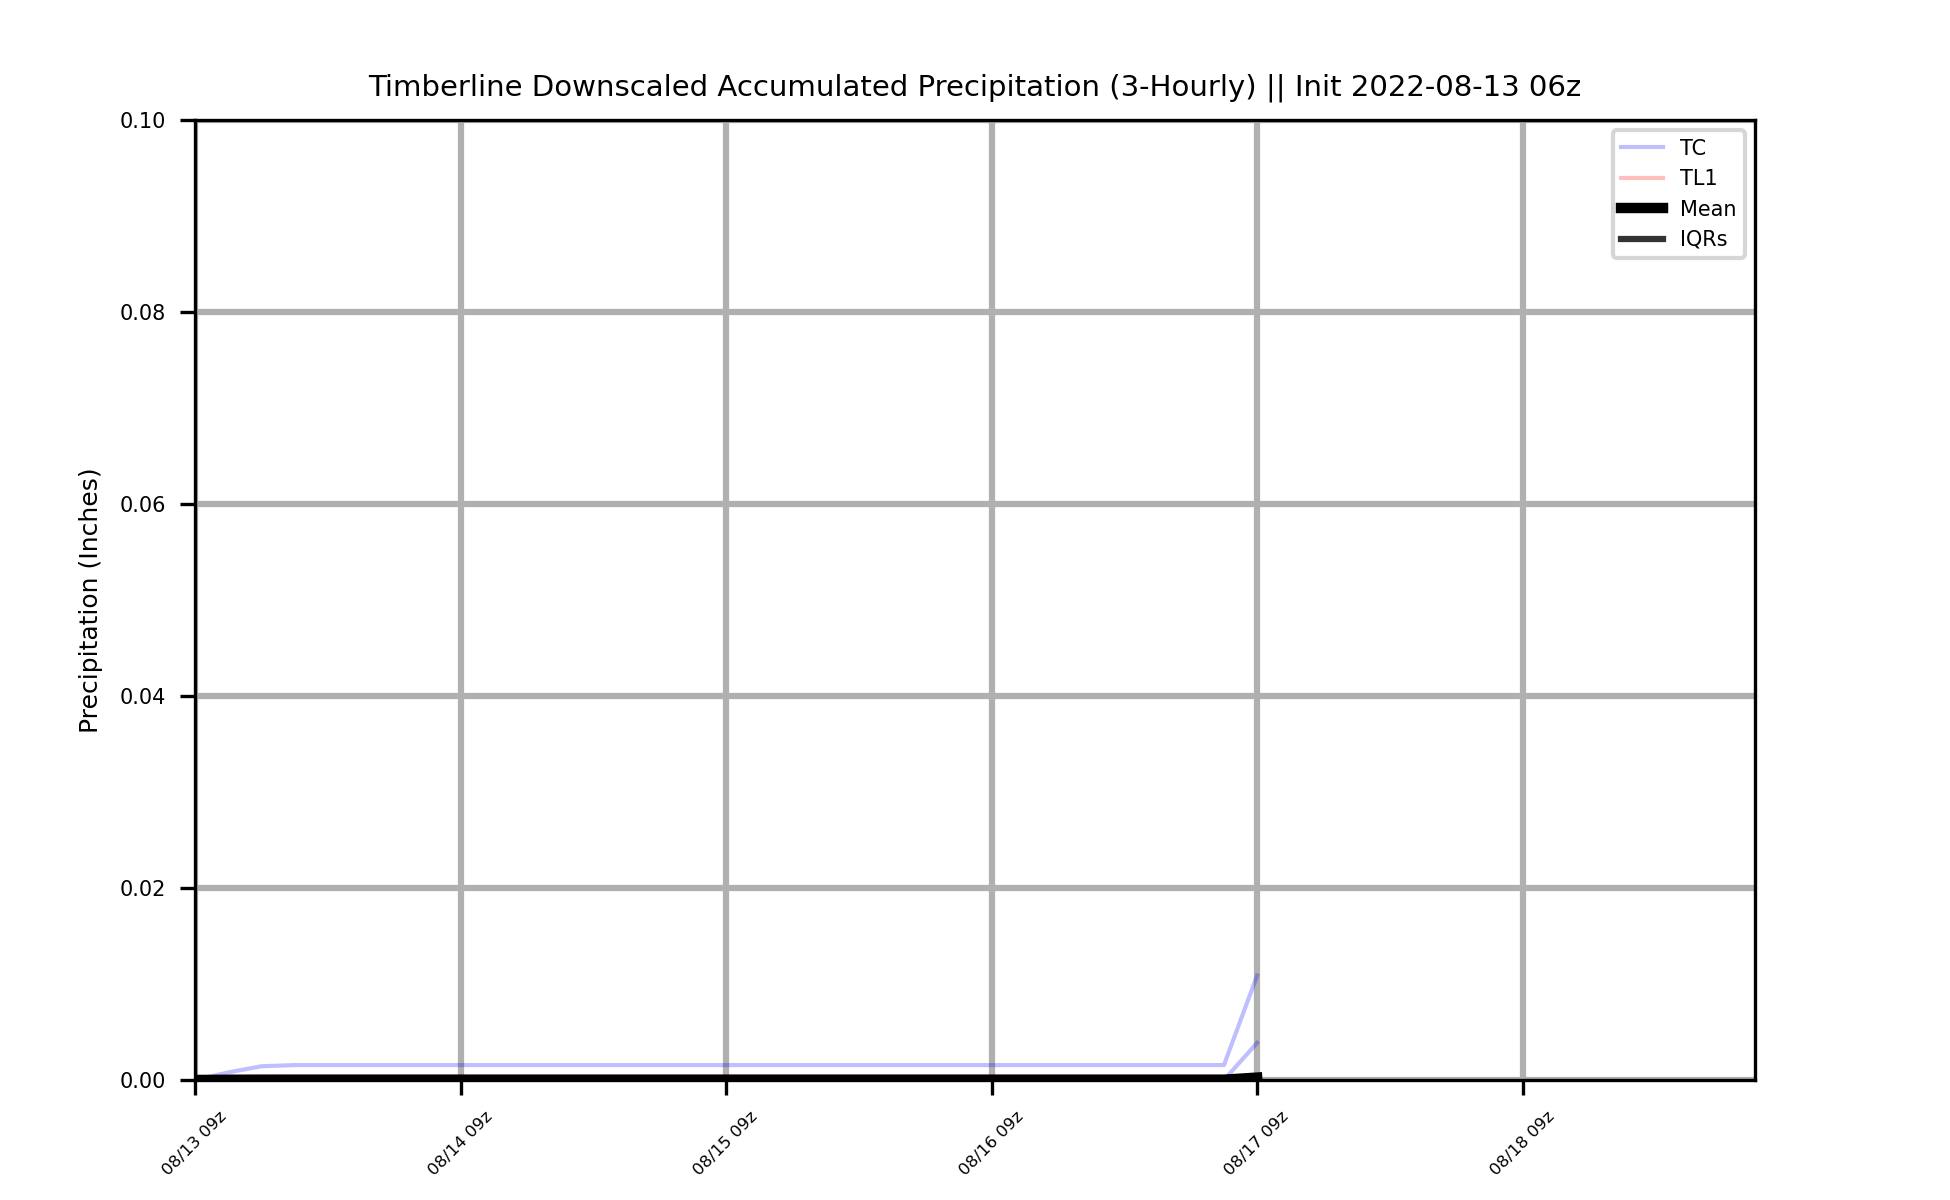 Timberline Downscaled Accumulated Precipitation (3-Hourly) || Init 2022-08-13 06z
0.10
0.08
0.06
0.04
0.02
0.00
Precipitation (Inches)
TC
TL1
Mean
IQRs
08/13 09z
08/14 09z
08/15 09z
08/16 09z
08/17 09z
08/18 09z